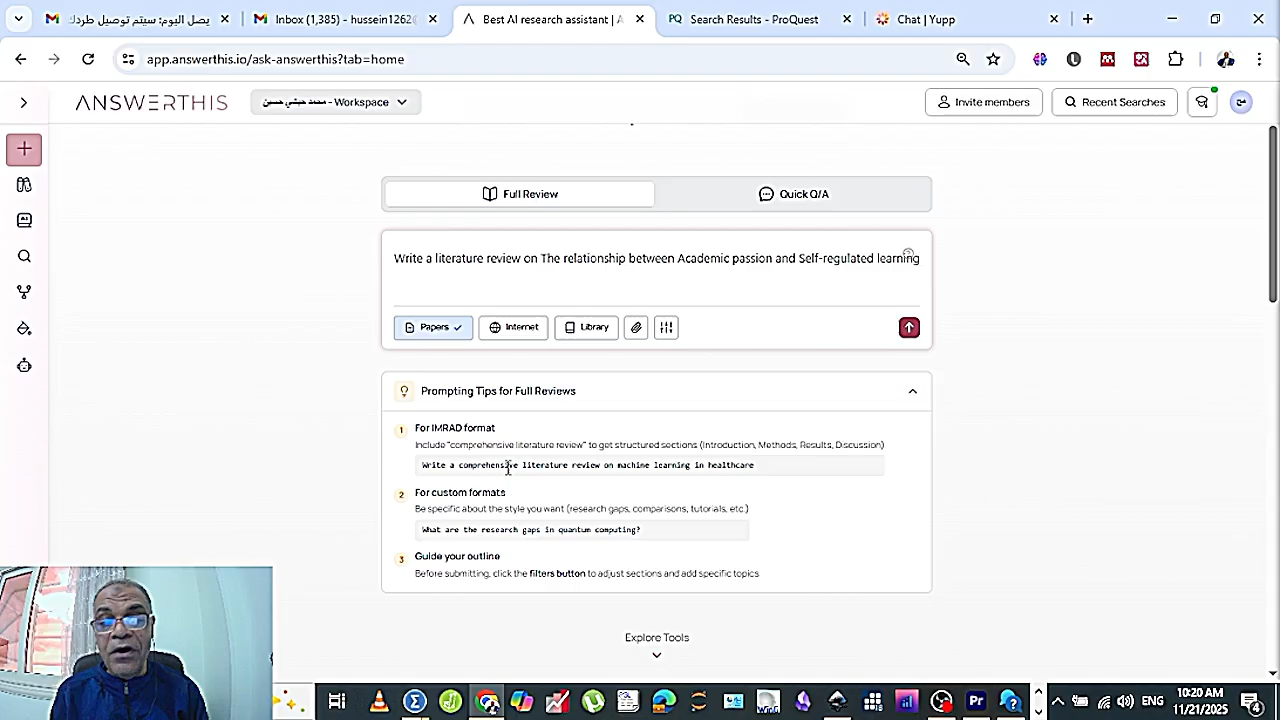 يصل اليوم: سيتم توصيل طردك
Inbox (1,385) - hussein1262@
Best AI research assistant | A
Search Results - ProQuest
Chat | Yupp
app.answerthis.io/ask-answerthis?tab=home
ANSWERTHIS
محمد حبشي حسين - Workspace
Invite members
Recent Searches
Full Review
Quick Q/A
Write a literature review on The relationship between Academic passion and Self-regulated learning
Papers
Internet
Library
Prompting Tips for Full Reviews
1 For IMRAD format
Include "comprehensive literature review" to get structured sections (Introduction, Methods, Results, Discussion)
Write a comprehensive literature review on machine learning in healthcare
2 For custom formats
Be specific about the style you want (research gaps, comparisons, tutorials, etc.)
What are the research gaps in quantum computing?
3 Guide your outline
Before submitting, click the filters button to adjust sections and add specific topics
Explore Tools
ENG
10:20 AM
11/21/2025